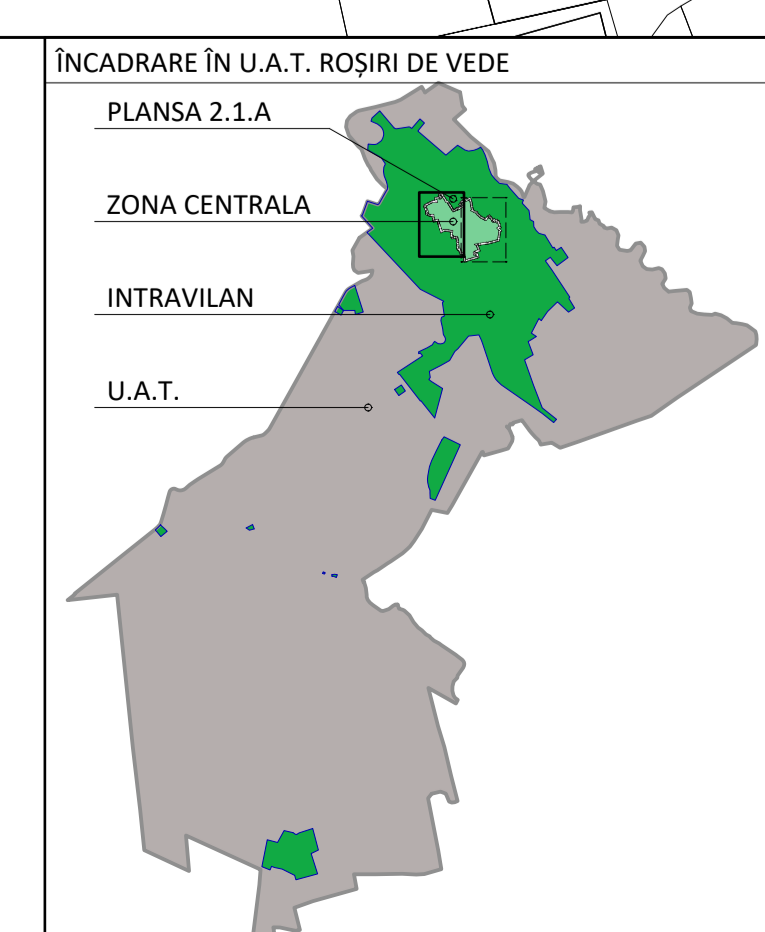 ÎNCADRARE ÎN U.A.T. ROȘIRI DE VEDE
PLANSA 2.1.A
ZONA CENTRALA
INTRAVILAN
U.A.T.